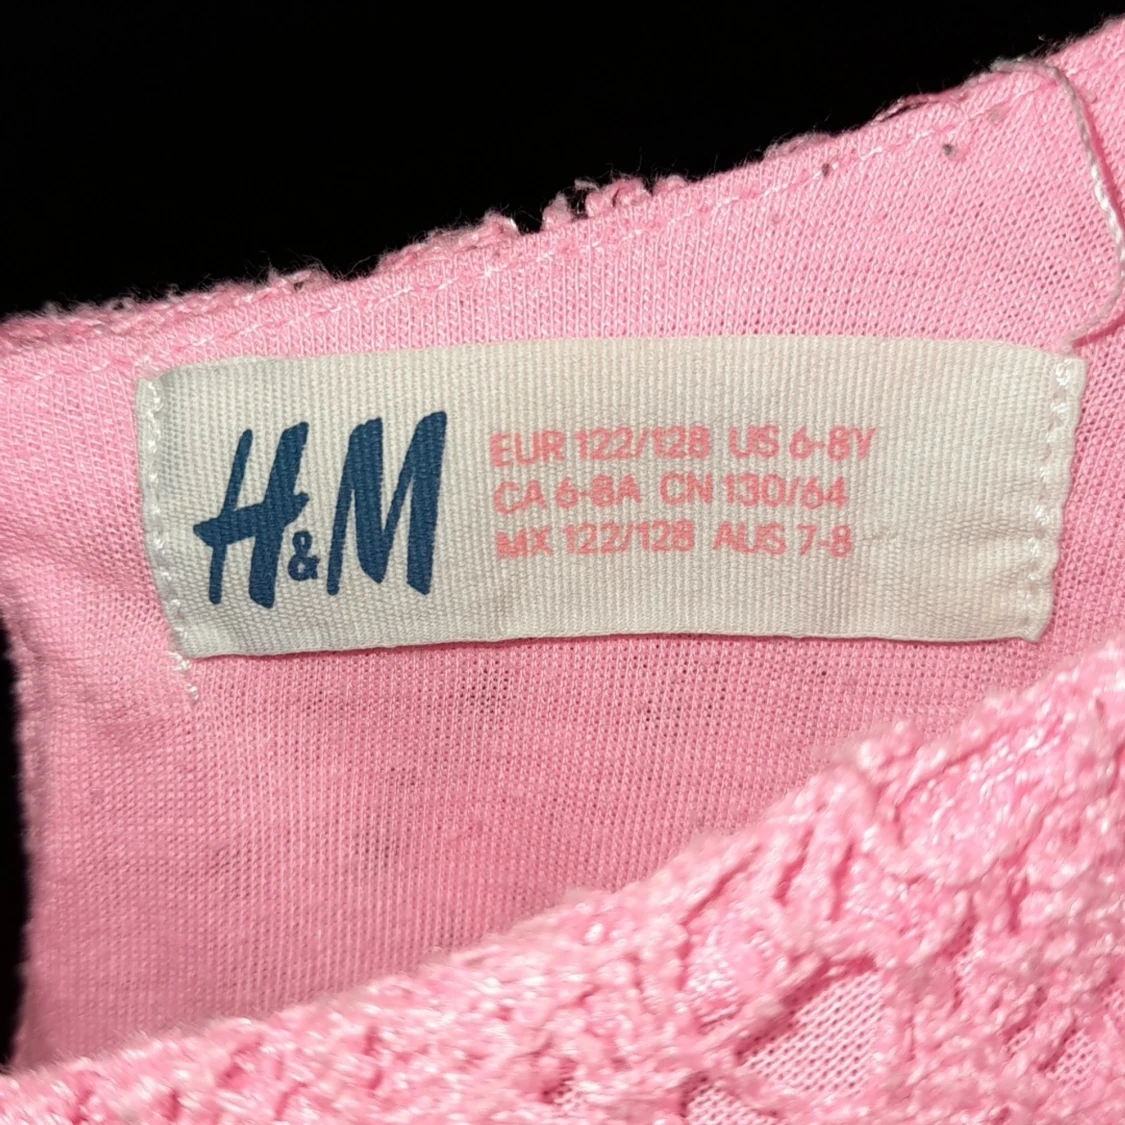 H&M
EUR 122/128 US 6-8Y
CA 6-8A CN 130/64
MX 122/128 AUS 7-8